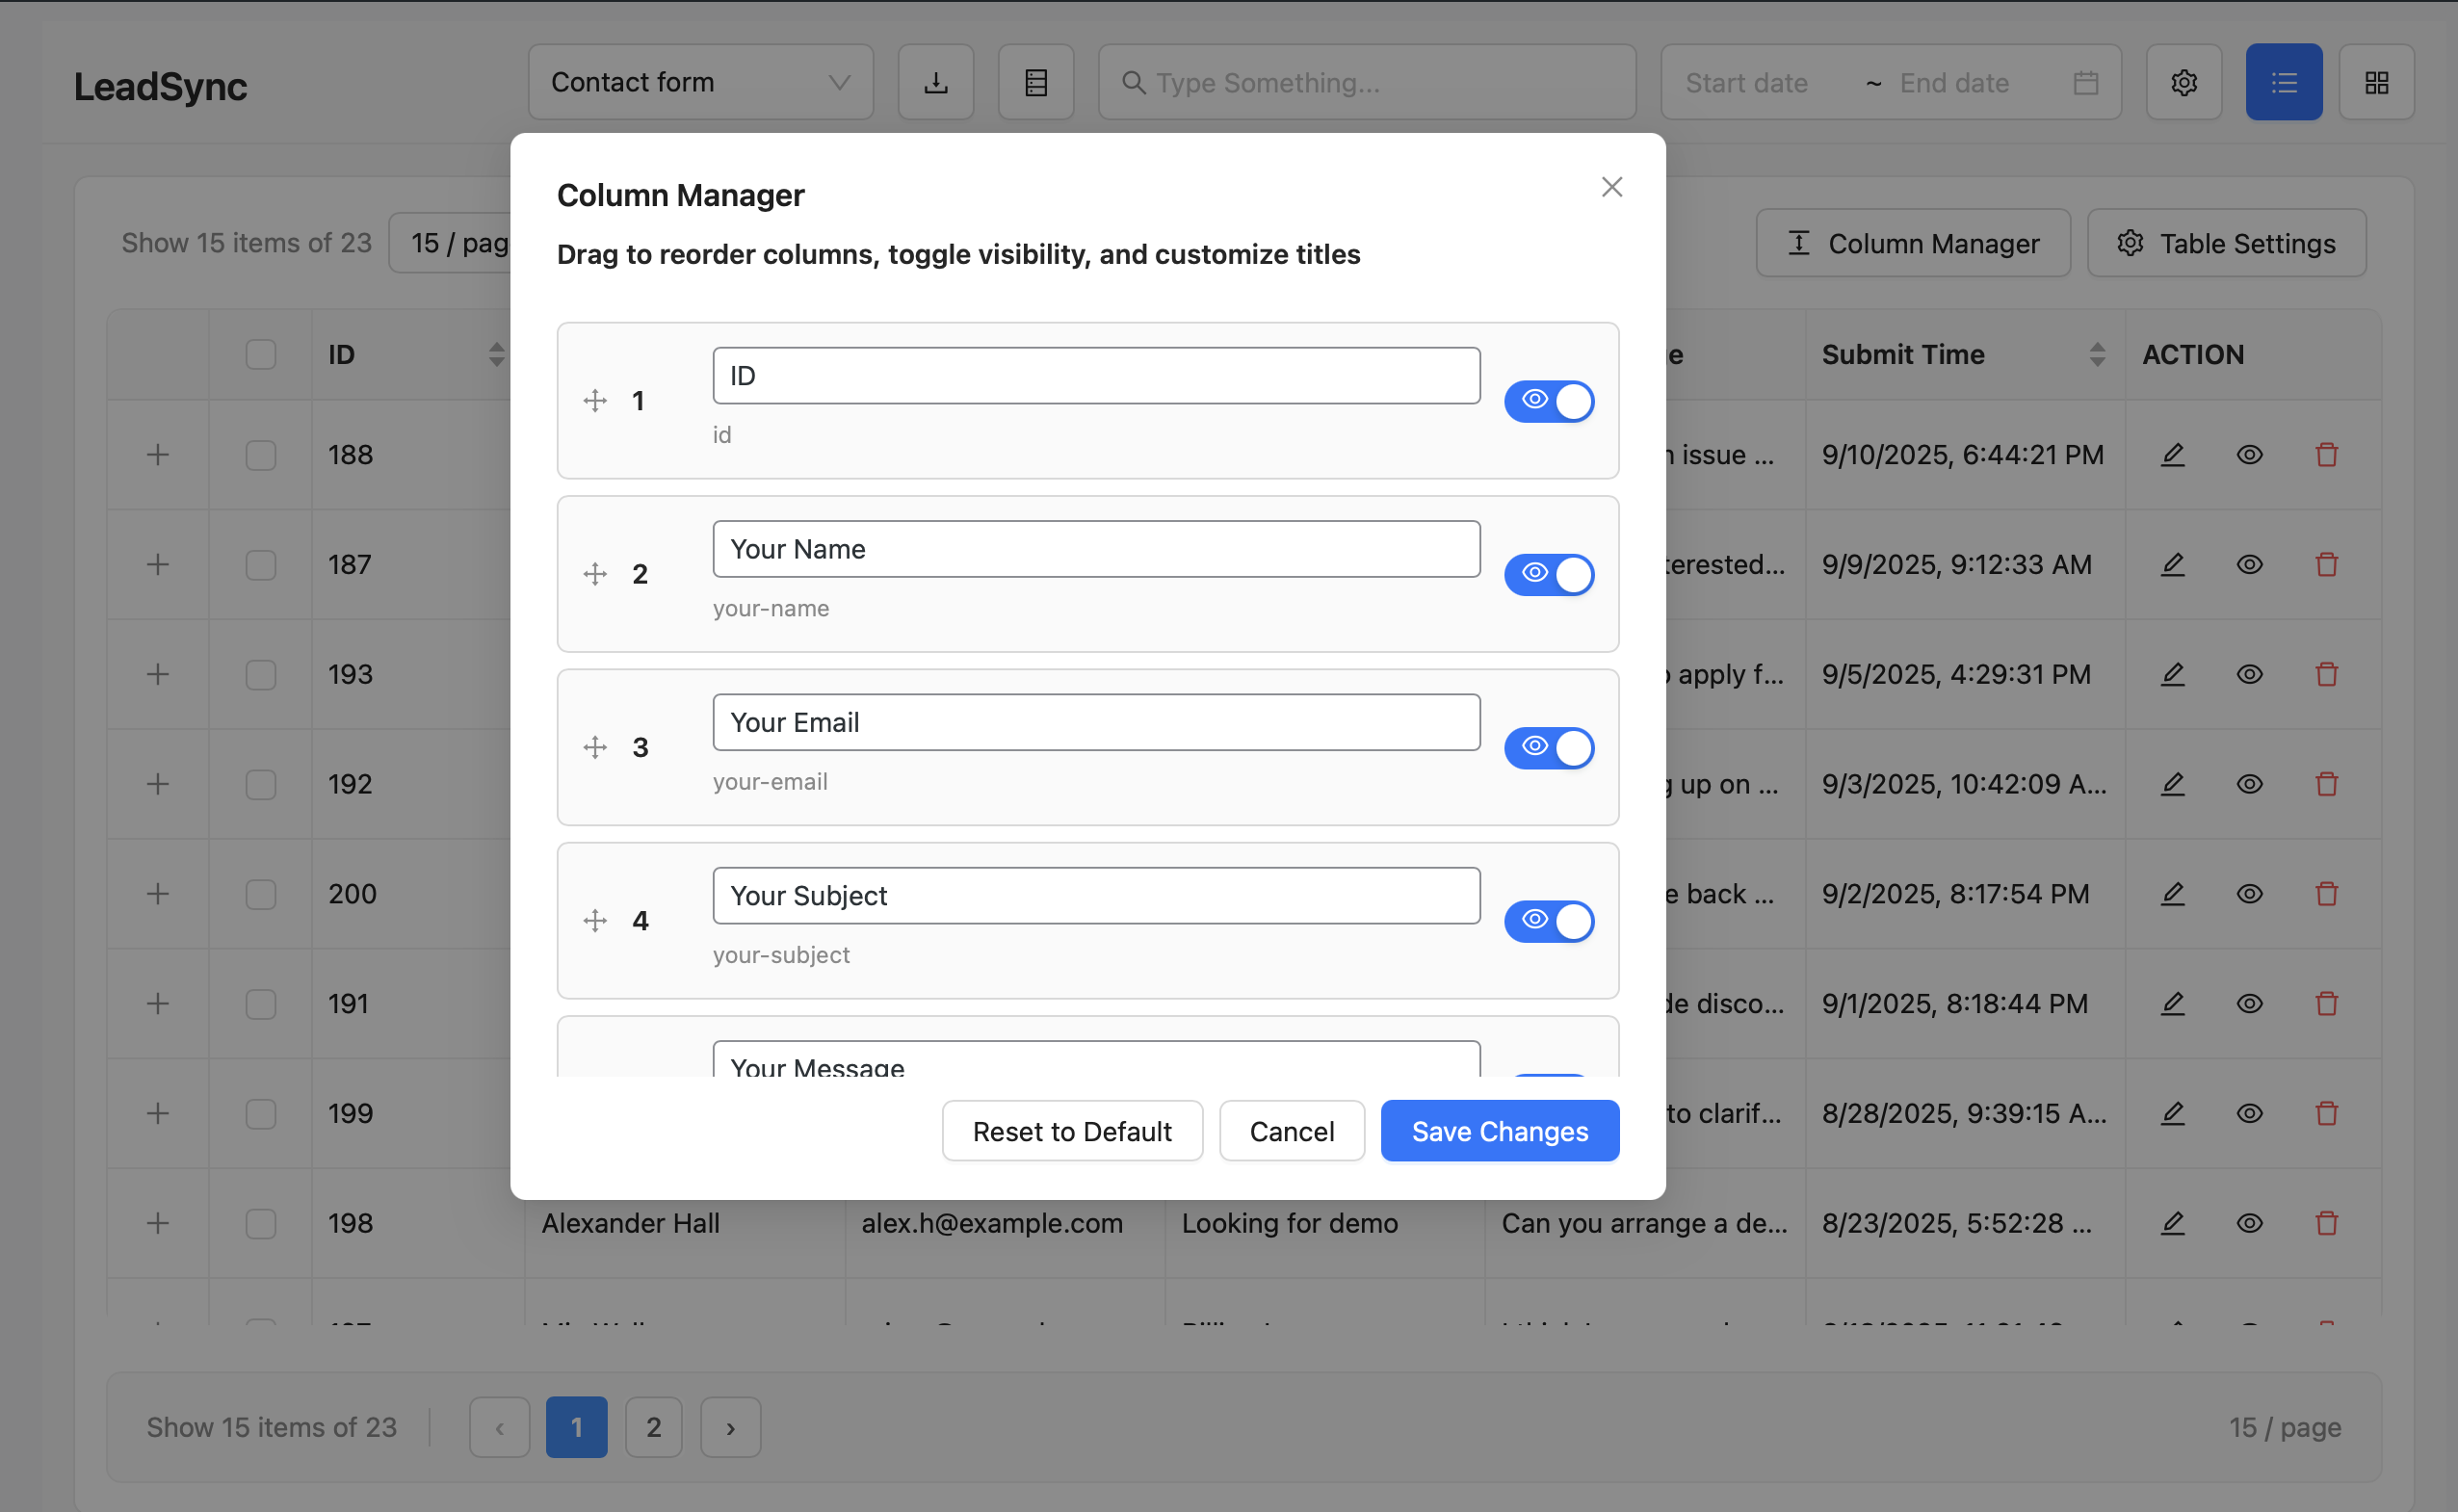 LeadSync
Contact form
Type Something...
Start date ~ End date
Show 15 items of 23
15 / pag
Column Manager
Table Settings
Column Manager
Drag to reorder columns, toggle visibility, and customize titles
1
ID
id
2
Your Name
your-name
3
Your Email
your-email
4
Your Subject
your-subject
Your Message
Reset to Default
Cancel
Save Changes
ID
e
Submit Time
ACTION
188
issue ...
9/10/2025, 6:44:21 PM
187
terested...
9/9/2025, 9:12:33 AM
193
apply f...
9/5/2025, 4:29:31 PM
192
up on ...
9/3/2025, 10:42:09 A...
200
e back ...
9/2/2025, 8:17:54 PM
191
de disco...
9/1/2025, 8:18:44 PM
199
to clarif...
8/28/2025, 9:39:15 A...
198
Alexander Hall
alex.h@example.com
Looking for demo
Can you arrange a de...
8/23/2025, 5:52:28 ...
Show 15 items of 23
‹
1
2
›
15 / page